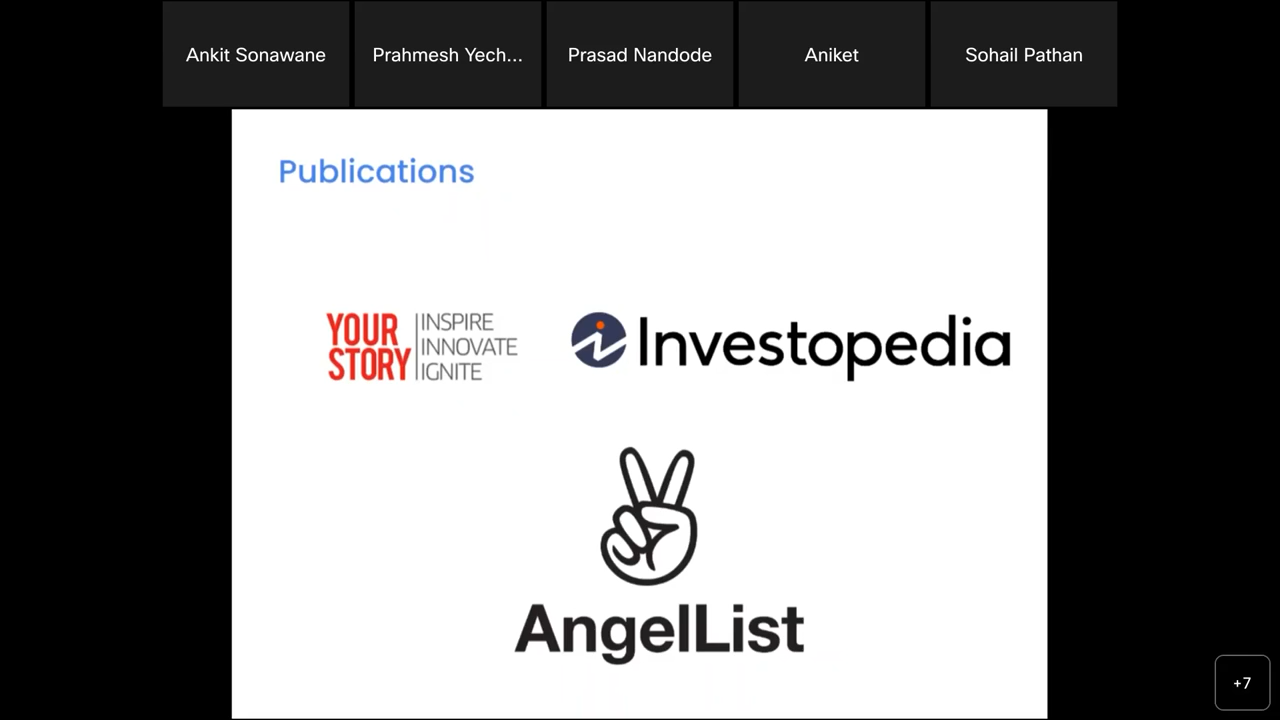 Ankit Sonawane
Prahmesh Yech...
Prasad Nandode
Aniket
Sohail Pathan
Publications
YOUR STORY
INSPIRE
INNOVATE
IGNITE
Investopedia
AngelList
+7